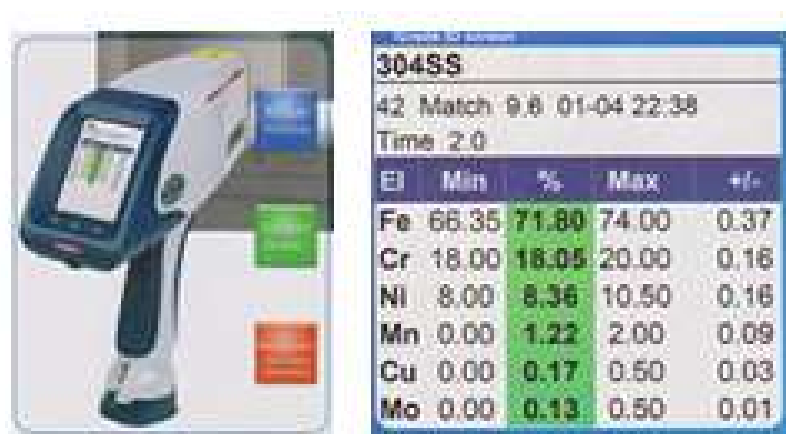 Grade ID screen
304SS
42 Match 9.6 01-04 22:38
Time 2.0
El Min % Max +/-
Fe 66.35 71.80 74.00 0.37
Cr 18.00 18.05 20.00 0.16
Ni 8.00 8.36 10.50 0.16
Mn 0.00 1.22 2.00 0.09
Cu 0.00 0.17 0.50 0.03
Mo 0.00 0.13 0.50 0.01